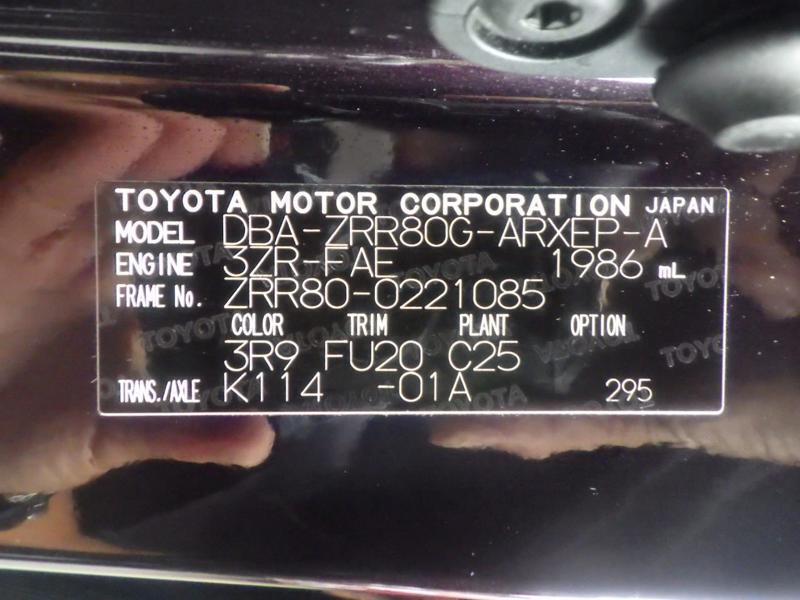 TOYOTA MOTOR CORPORATION JAPAN
MODEL DBA-ZRR80G-ARXEP-A
ENGINE 3ZR-FAE 1986 mL
FRAME No. ZRR80-0221085
COLOR TRIM PLANT OPTION
3R9 FU20 C25
TRANS./AXLE K114 -01A 295